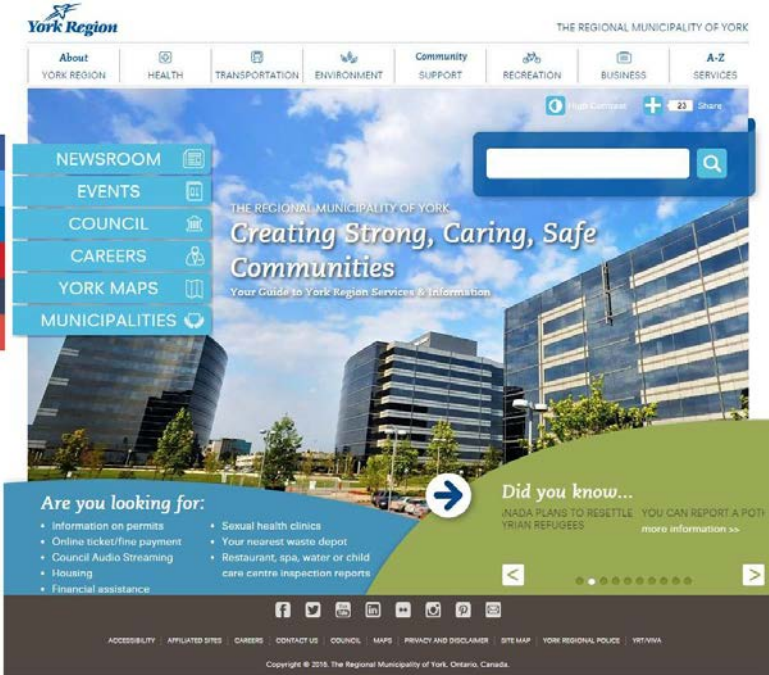 York Region
THE REGIONAL MUNICIPALITY OF YORK
About
YORK REGION
HEALTH
TRANSPORTATION
ENVIRONMENT
Community
SUPPORT
RECREATION
BUSINESS
A-Z
SERVICES
High Contrast
23
Share
NEWSROOM
EVENTS
COUNCIL
CAREERS
YORK MAPS
MUNICIPALITIES
THE REGIONAL MUNICIPALITY OF YORK
Creating Strong, Caring, Safe
Communities
Your Guide to York Region Services & Information
Are you looking for:
• Information on permits
• Online ticket/fine payment
• Council Audio Streaming
• Housing
• Financial assistance
• Sexual health clinics
• Your nearest waste depot
• Restaurant, spa, water or child
care centre inspection reports
Did you know...
NADA PLANS TO RESETTLE
YRIAN REFUGEES
YOU CAN REPORT A POTH
more information >>
< >
ACCESSIBILITY | AFFILIATED SITES | CAREERS | CONTACT US | COUNCIL | MAPS | PRIVACY AND DISCLAIMER | SITE MAP | YORK REGIONAL POLICE | YRT/VIVA
Copyright © 2015, The Regional Municipality of York, Ontario, Canada.